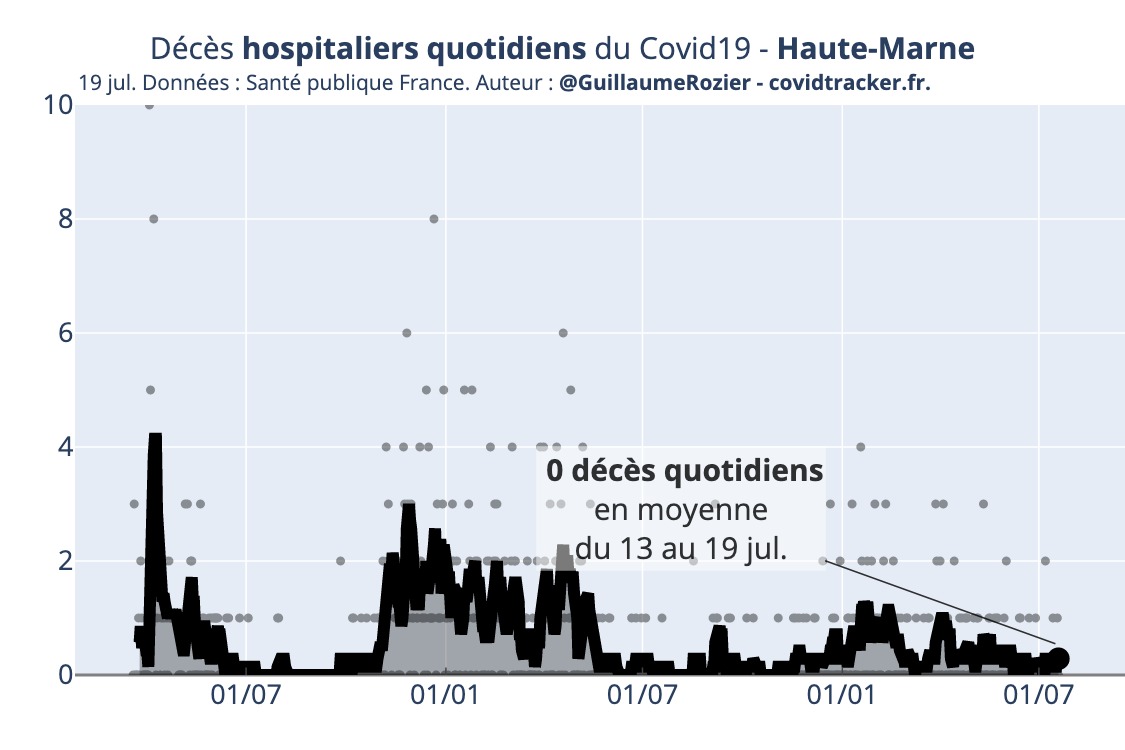 Décès hospitaliers quotidiens du Covid19 - Haute-Marne
19 jul. Données : Santé publique France. Auteur : @GuillaumeRozier - covidtracker.fr.
10
8
6
4
2
0
0 décès quotidiens
en moyenne
du 13 au 19 jul.
01/07 01/01 01/07 01/01 01/07